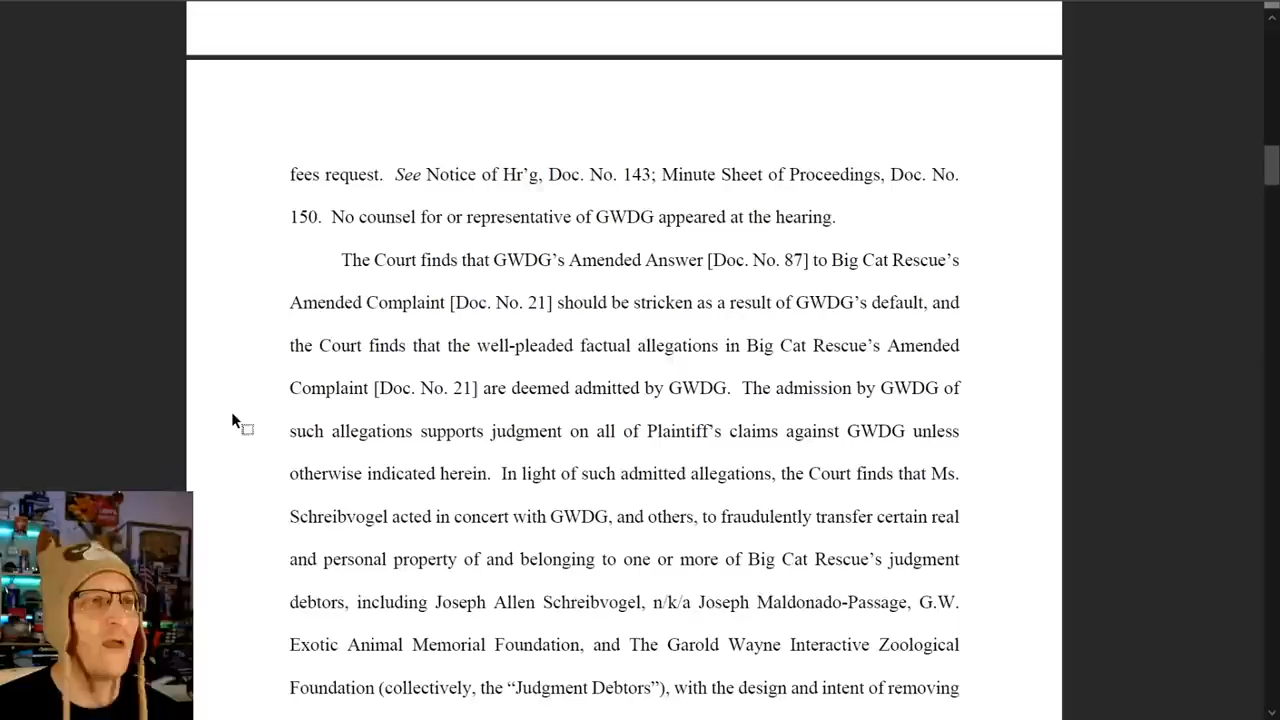 fees request. See Notice of Hr’g, Doc. No. 143; Minute Sheet of Proceedings, Doc. No.
150. No counsel for or representative of GWDG appeared at the hearing.
The Court finds that GWDG’s Amended Answer [Doc. No. 87] to Big Cat Rescue’s
Amended Complaint [Doc. No. 21] should be stricken as a result of GWDG’s default, and
the Court finds that the well-pleaded factual allegations in Big Cat Rescue’s Amended
Complaint [Doc. No. 21] are deemed admitted by GWDG. The admission by GWDG of
such allegations supports judgment on all of Plaintiff’s claims against GWDG unless
otherwise indicated herein. In light of such admitted allegations, the Court finds that Ms.
Schreibvogel acted in concert with GWDG, and others, to fraudulently transfer certain real
and personal property of and belonging to one or more of Big Cat Rescue’s judgment
debtors, including Joseph Allen Schreibvogel, n/k/a Joseph Maldonado-Passage, G.W.
Exotic Animal Memorial Foundation, and The Garold Wayne Interactive Zoological
Foundation (collectively, the “Judgment Debtors”), with the design and intent of removing